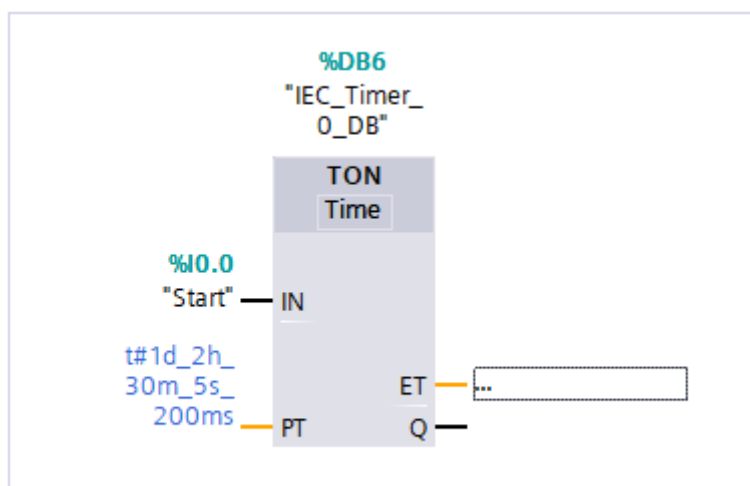 %DB6
"IEC_Timer_
0_DB"
TON
Time
%I0.0
"Start"
IN
t#1d_2h_
30m_5s_
200ms
PT
ET
...
Q